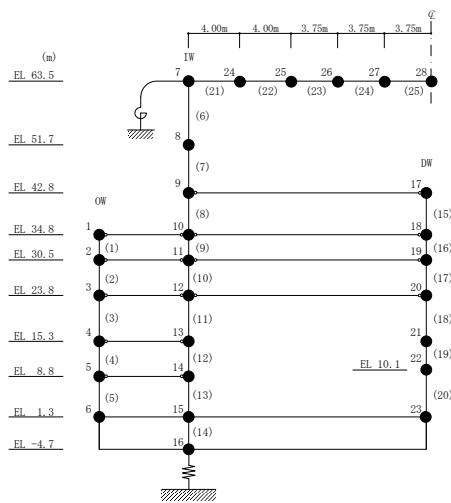 ℄
4.00m 4.00m 3.75m 3.75m 3.75m
(m) IW
EL 63.5 7 24 25 26 27 28
(21) (22) (23) (24) (25)
(6)
EL 51.7 8
(7)
DW
EL 42.8 9 17
OW (8) (15)
EL 34.8 1 10 18
(1) (9) (16)
EL 30.5 2 11 19
(2) (10) (17)
EL 23.8 3 12 20
(3) (11) (18)
EL 15.3 4 13 21
(4) (12) (19)
EL 10.1 22
EL 8.8 5 14
(5) (13) (20)
EL 1.3 6 15 23
(14)
EL -4.7 16